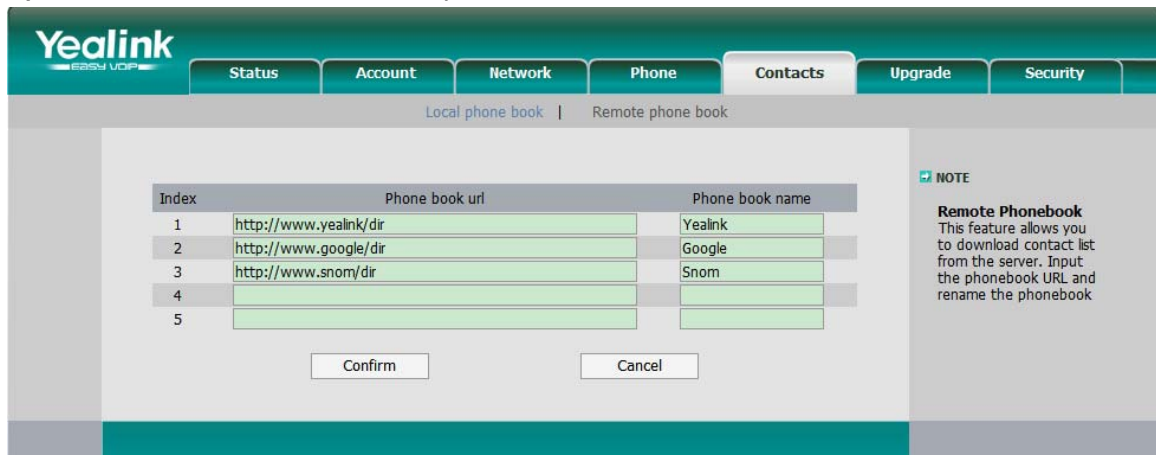 Yealink
EASY VOIP
Status Account Network Phone Contacts Upgrade Security
Local phone book | Remote phone book
NOTE
Index Phone book url Phone book name
1 http://www.yealink/dir Yealink
2 http://www.google/dir Google
3 http://www.snom/dir Snom
4
5
Confirm Cancel
Remote Phonebook
This feature allows you
to download contact list
from the server. Input
the phonebook URL and
rename the phonebook